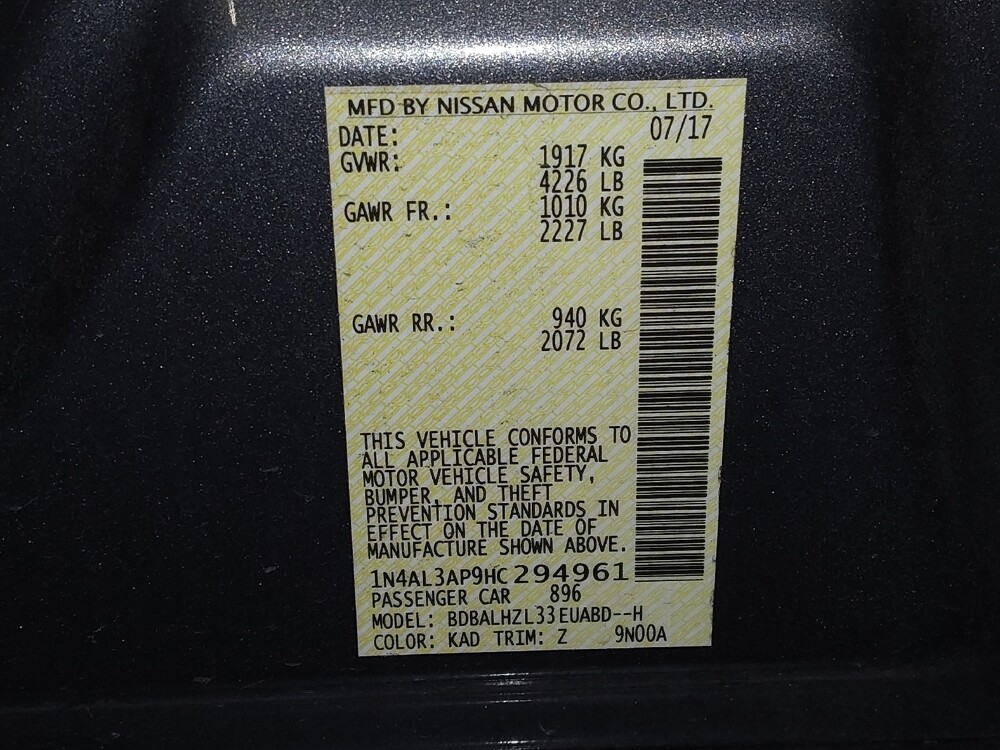 MFD BY NISSAN MOTOR CO., LTD.
DATE: 07/17
GVWR: 1917 KG
4226 LB
GAWR FR.: 1010 KG
2227 LB
GAWR RR.: 940 KG
2072 LB
THIS VEHICLE CONFORMS TO
ALL APPLICABLE FEDERAL
MOTOR VEHICLE SAFETY,
BUMPER, AND THEFT
PREVENTION STANDARDS IN
EFFECT ON THE DATE OF
MANUFACTURE SHOWN ABOVE.
1N4AL3AP9HC294961
PASSENGER CAR 896
MODEL: BDBALHZL33EUABD--H
COLOR: KAD TRIM: Z 9N00A